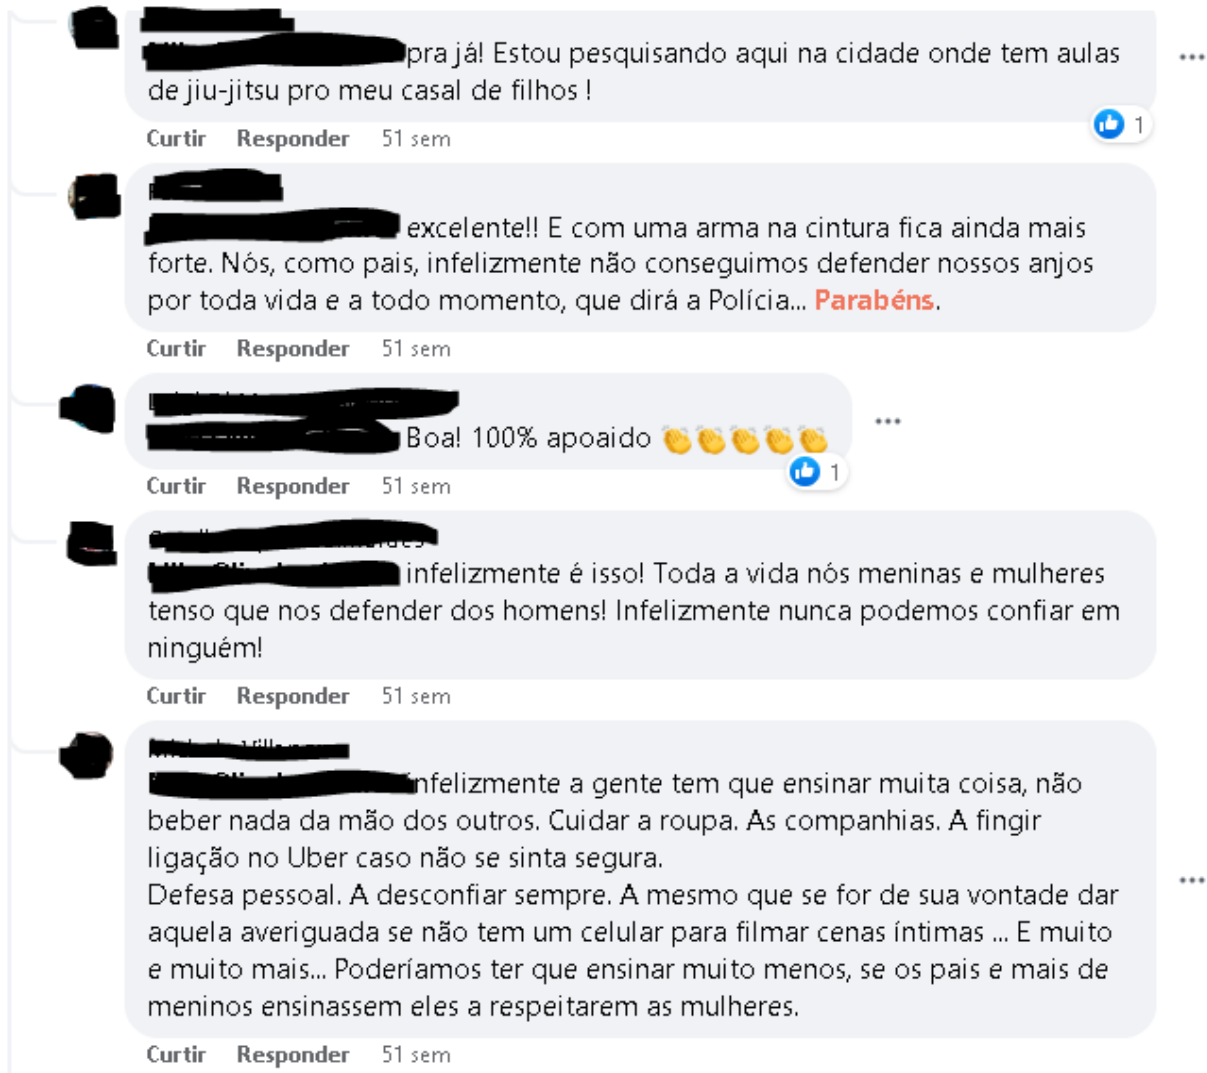 pra já! Estou pesquisando aqui na cidade onde tem aulas
de jiu-jitsu pro meu casal de filhos !
Curtir Responder 51 sem
1
excelente!! E com uma arma na cintura fica ainda mais
forte. Nós, como pais, infelizmente não conseguimos defender nossos anjos
por toda vida e a todo momento, que dirá a Polícia... Parabéns.
Curtir Responder 51 sem
Boa! 100% apoaido 👏👏👏👏👏
1
Curtir Responder 51 sem
infelizmente é isso! Toda a vida nós meninas e mulheres
tenso que nos defender dos homens! Infelizmente nunca podemos confiar em
ninguém!
Curtir Responder 51 sem
infelizmente a gente tem que ensinar muita coisa, não
beber nada da mão dos outros. Cuidar a roupa. As companhias. A fingir
ligação no Uber caso não se sinta segura.
Defesa pessoal. A desconfiar sempre. A mesmo que se for de sua vontade dar
aquela averiguada se não tem um celular para filmar cenas íntimas ... E muito
e muito mais... Poderíamos ter que ensinar muito menos, se os pais e mais de
meninos ensinassem eles a respeitarem as mulheres.
Curtir Responder 51 sem